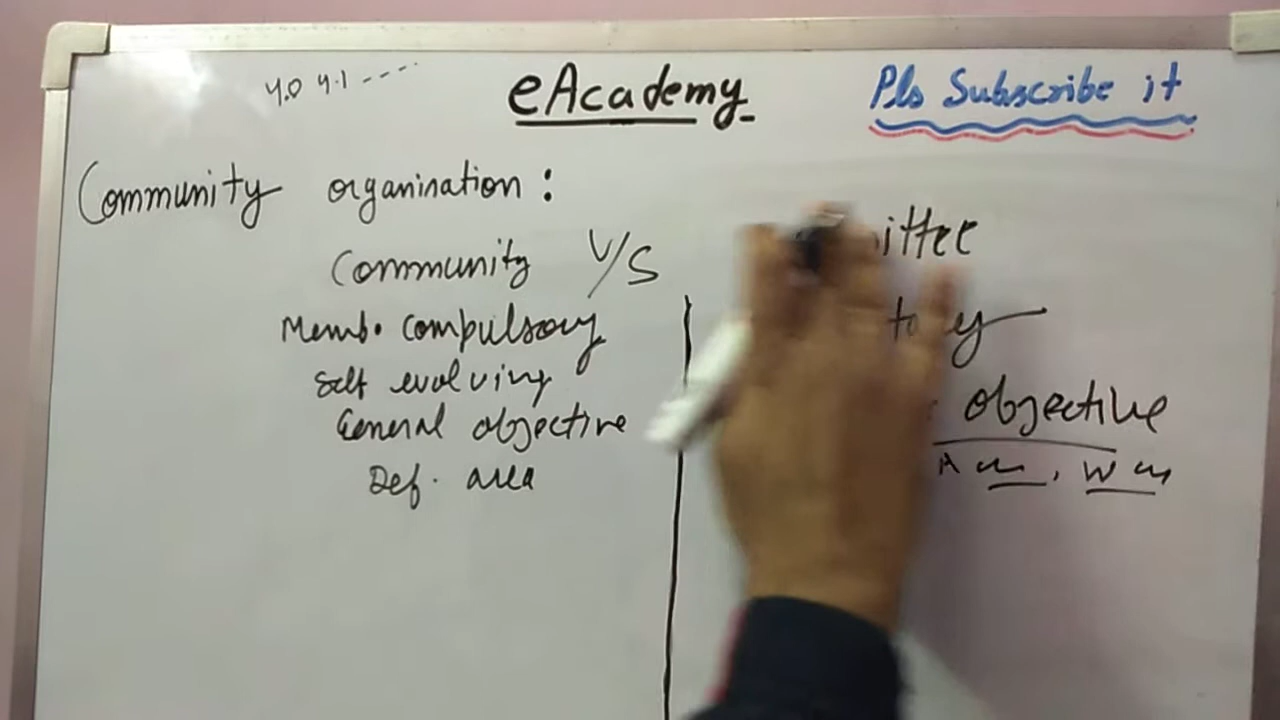 4.0 4.1 ----
eAcademy
Pls Subscribe it
Community organination :
Community V/S
Memb. compulsory
Self evolving
General objective
Def. area
objective